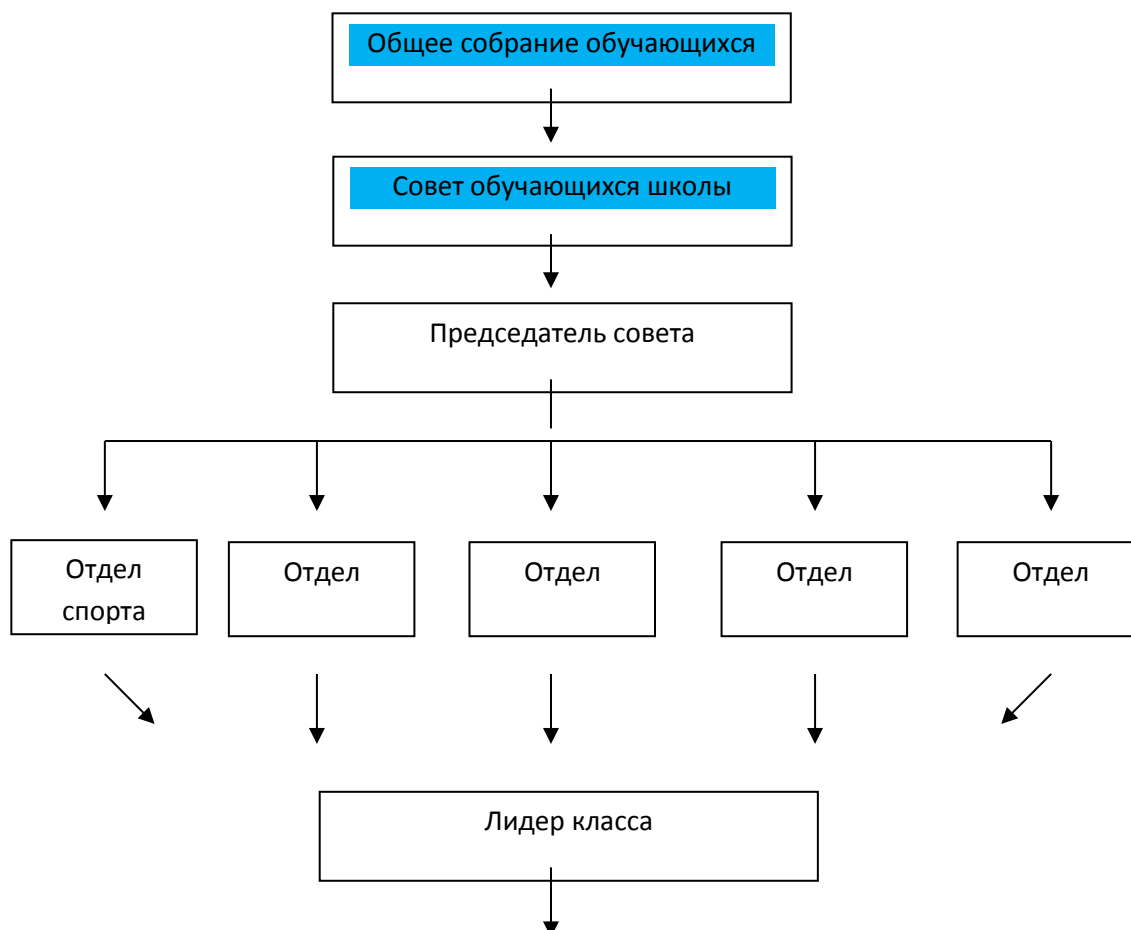 Общее собрание обучающихся
Совет обучающихся школы
Председатель совета
Отдел
спорта
Отдел
Отдел
Отдел
Отдел
Лидер класса